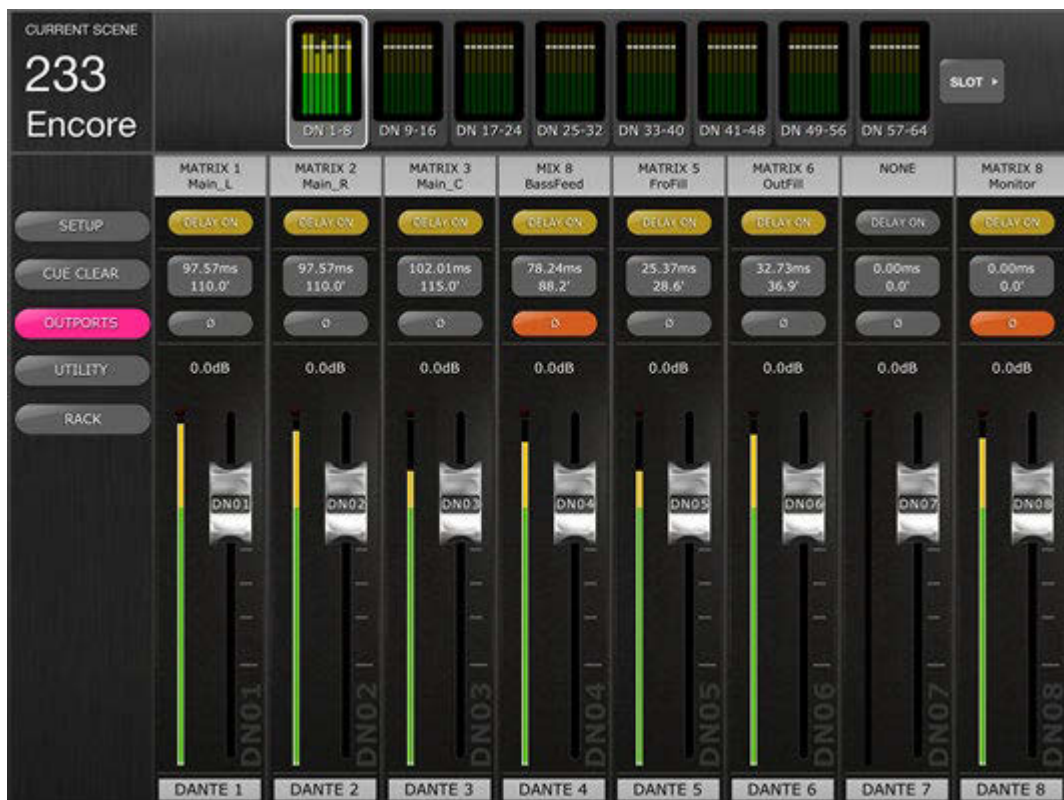 CURRENT SCENE
233
Encore
DN 1-8 DN 9-16 DN 17-24 DN 25-32 DN 33-40 DN 41-48 DN 49-56 DN 57-64
SLOT
MATRIX 1 MATRIX 2 MATRIX 3 MIX 8 MATRIX 5 MATRIX 6 NONE MATRIX 8
Main_L Main_R Main_C BassFeed FroFill OutFill Monitor
SETUP
DELAY ON DELAY ON DELAY ON DELAY ON DELAY ON DELAY ON DELAY ON DELAY ON
CUE CLEAR
97.57ms 97.57ms 102.01ms 78.24ms 25.37ms 32.73ms 0.00ms 0.00ms
110.0' 110.0' 115.0' 88.2' 28.6' 36.9' 0.0' 0.0'
OUTPORTS
Ø Ø Ø Ø Ø Ø Ø Ø
UTILITY
0.0dB 0.0dB 0.0dB 0.0dB 0.0dB 0.0dB 0.0dB 0.0dB
RACK
DN01 DN02 DN03 DN04 DN05 DN06 DN07 DN08
DN01 DN02 DN03 DN04 DN05 DN06 DN07 DN08
DANTE 1 DANTE 2 DANTE 3 DANTE 4 DANTE 5 DANTE 6 DANTE 7 DANTE 8